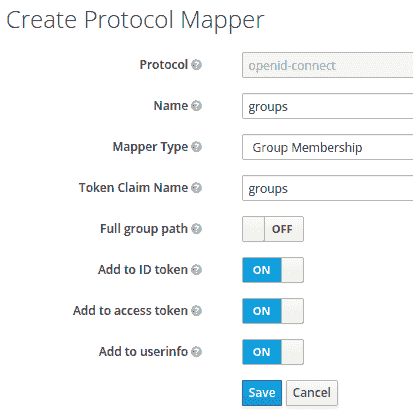 Create Protocol Mapper
Protocol openid-connect
Name groups
Mapper Type Group Membership
Token Claim Name groups
Full group path OFF
Add to ID token ON
Add to access token ON
Add to userinfo ON
Save Cancel